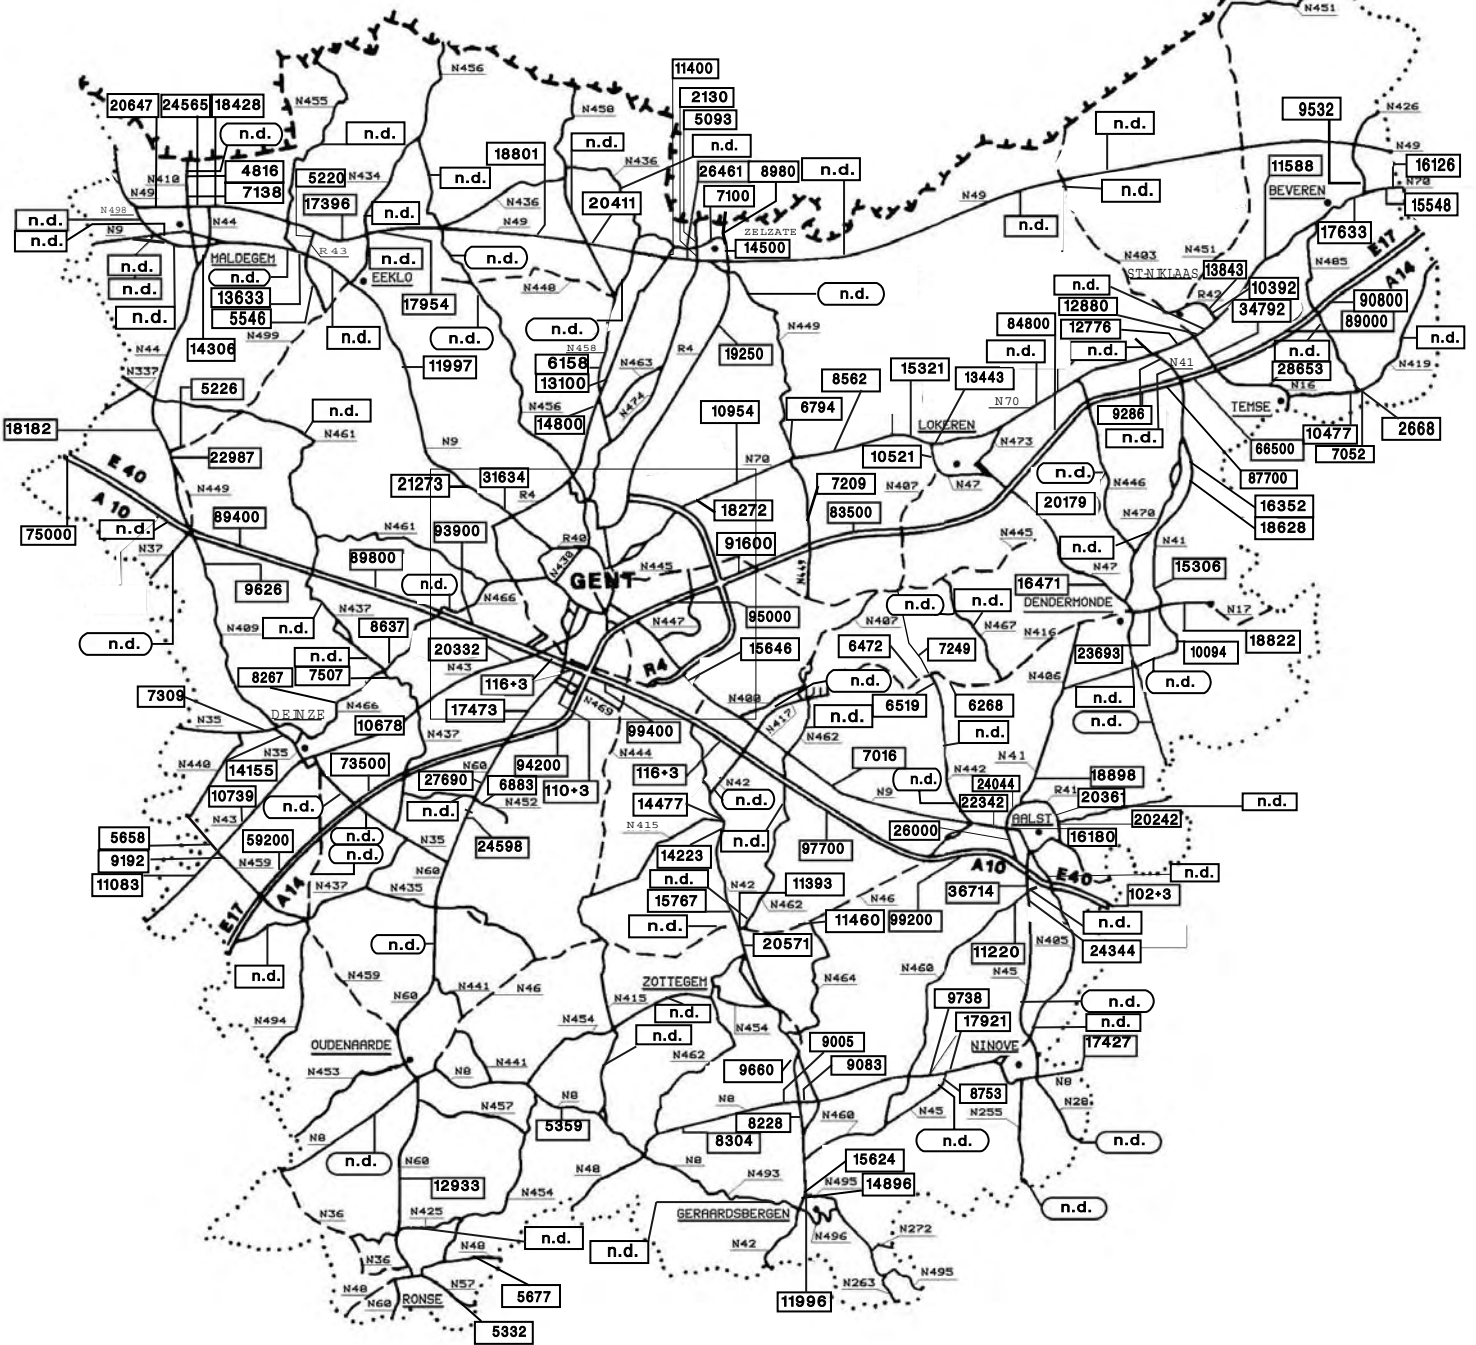 N451
11400
N456
2130
9532
N426
20647 24565 18428
N455
N458
5093
n.d.
n.d.
n.d.
n.d.
n.d.
n.d.
18801
N436
N49
16126
4816
5220
N434
n.d.
26461 8980
n.d.
11588
N410
7138
BEVEREN
N70
N49
17396
n.d.
N436
20411
7100
N49
n.d.
15548
n.d.
N498
N44
N49
ZELZATE
n.d.
17633
n.d.
N9
R43
14500
E17
MALDEGEM
n.d.
n.d.
N403
N451
N485
n.d.
n.d.
EEKLO
ST-NIKLAAS
13843
A14
n.d.
13633
N448
n.d.
n.d.
R42
10392
90800
17954
12880
34792
n.d.
5546
n.d.
84800
12776
89000
N499
n.d.
n.d.
N449
n.d.
n.d.
N44
14306
N458
R4
19250
n.d.
N41
n.d.
N337
11997
6158
N463
15321
28653
N419
5226
13100
8562
13443
N16
N456
N474
N70
TEMSE
n.d.
10954
6794
9286
18182
14800
LOKEREN
10477
2668
N461
N473
n.d.
66500
7052
22987
N9
10521
E 40
N70
87700
21273
31634
7209
N407
N47
n.d.
N446
N449
R4
16352
A 10
18272
83500
20179
75000
n.d.
89400
93900
N470
18628
N461
91600
N445
N37
R40
n.d.
N41
89800
N430
N445
N449
N47
15306
GENT
9626
n.d.
16471
N466
n.d.
n.d.
DENDERMONDE
N437
95000
N407
N17
N409
n.d.
8637
N447
N467
N416
n.d.
20332
15646
6472
7249
23693
10094
18822
n.d.
N43
R4
8267
7507
116+3
n.d.
N406
n.d.
n.d.
7309
N400
DEINZE
N466
17473
N469
6519
6268
n.d.
N35
10678
N417
n.d.
n.d.
N437
99400
N462
N440
N35
73500
N444
N41
14155
N60
94200
116+3
7016
n.d.
N442
18898
27690
6883
N42
24044
R41
10739
n.d.
110+3
n.d.
22342
2036
n.d.
n.d.
N452
14477
N9
N43
AALST
5658
59200
n.d.
N415
26000
20242
N35
n.d.
16180
9192
N459
n.d.
24598
14223
97700
N60
A10
E40
n.d.
11083
A14
N437
n.d.
N42
11393
N435
36714
102+3
15767
N462
N46
99200
E17
n.d.
11460
n.d.
n.d.
20571
11220
N405
24344
n.d.
N459
N460
N45
ZOTTEGEM
N464
N441
N46
N60
N415
9738
n.d.
n.d.
N494
N454
N454
17921
n.d.
n.d.
OUDENAARDE
9005
NINOVE
17427
N462
N441
9660
9083
N453
N8
N8
8753
N8
N28
N457
N8
8228
N45
N255
N460
N8
5359
8304
n.d.
n.d.
n.d.
N60
N8
15624
N48
N493
12933
N454
N495
14896
GERAARDSBERGEN
n.d.
N36
N425
n.d.
n.d.
N496
N272
N48
N42
N36
N495
N48
N57
5677
N263
N60
RONSE
11996
5332